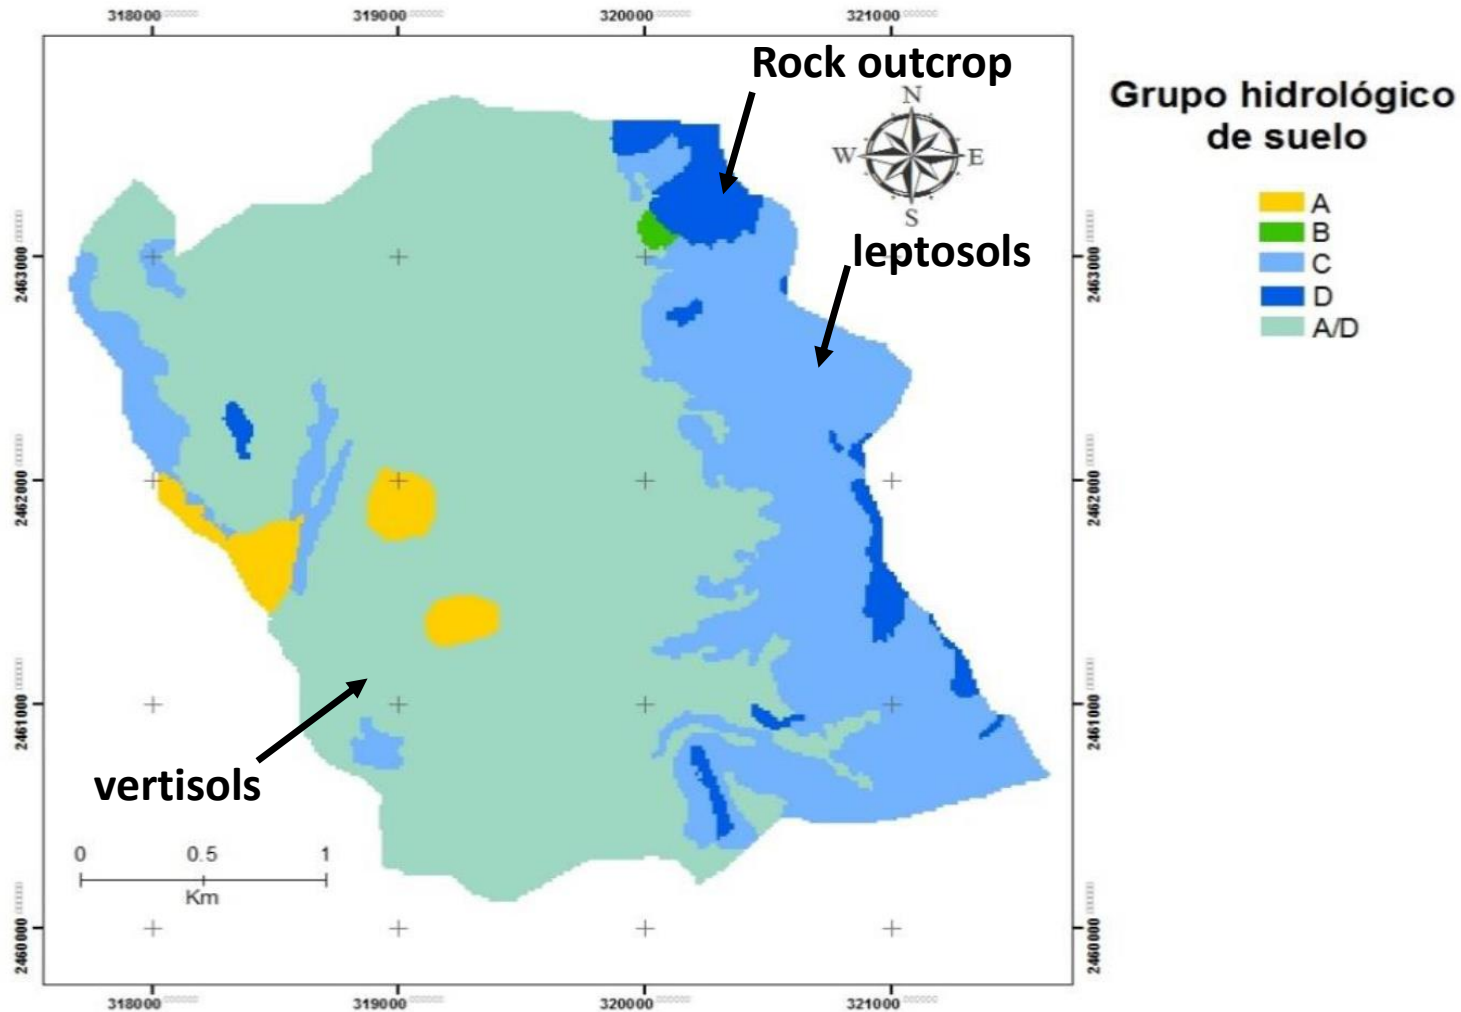 318000 319000 320000 321000
Rock outcrop
N
W E
S
leptosols
Grupo hidrológico
de suelo
A
B
C
D
A/D
2463000 2463000
2462000 2462000
2461000 2461000
vertisols
0 0.5 1
Km
2460000 2460000
318000 319000 320000 321000